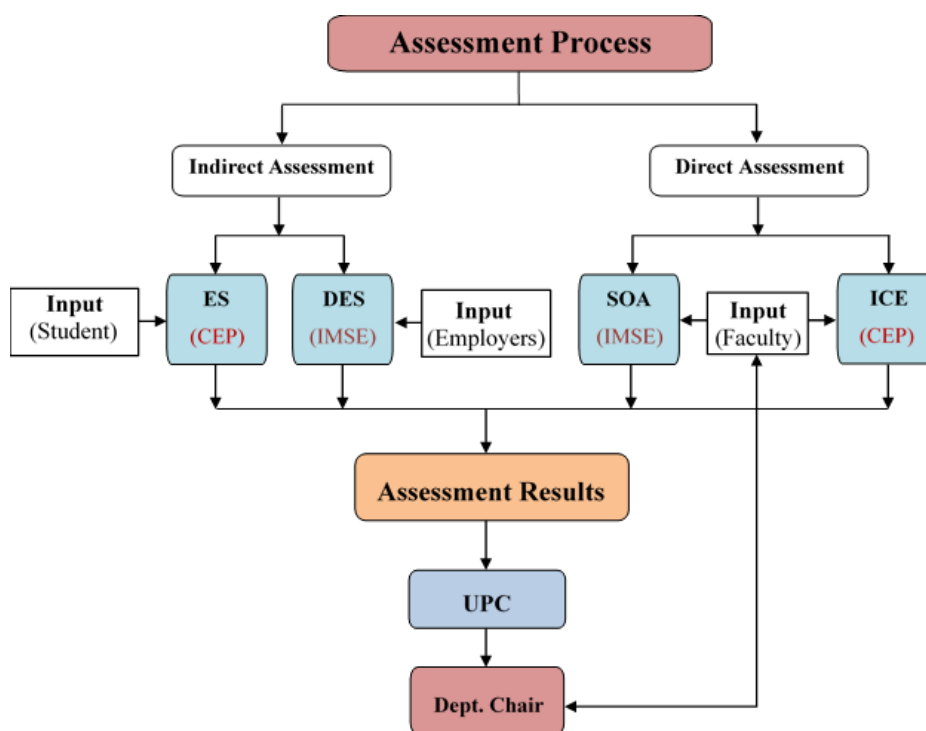 Assessment Process
Indirect Assessment
Direct Assessment
Input
(Student)
ES
(CEP)
DES
(IMSE)
Input
(Employers)
SOA
(IMSE)
Input
(Faculty)
ICE
(CEP)
Assessment Results
UPC
Dept. Chair